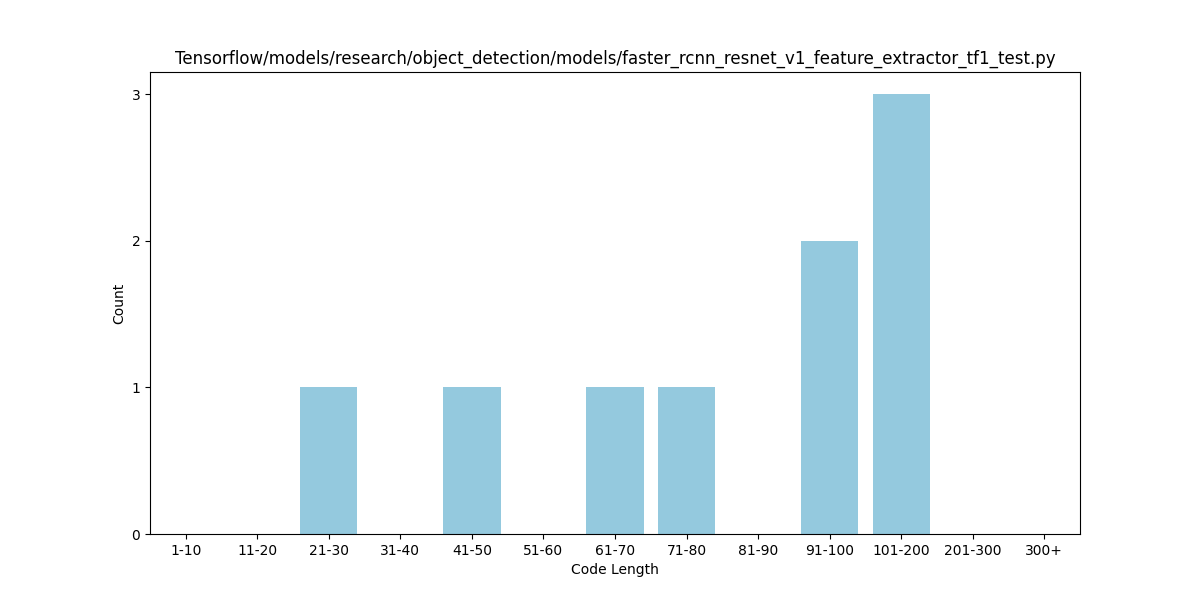 Tensorflow/models/research/object_detection/models/faster_rcnn_resnet_v1_feature_extractor_tf1_test.py
3
2
1
0
Count
1-10 11-20 21-30 31-40 41-50 51-60 61-70 71-80 81-90 91-100 101-200 201-300 300+
Code Length